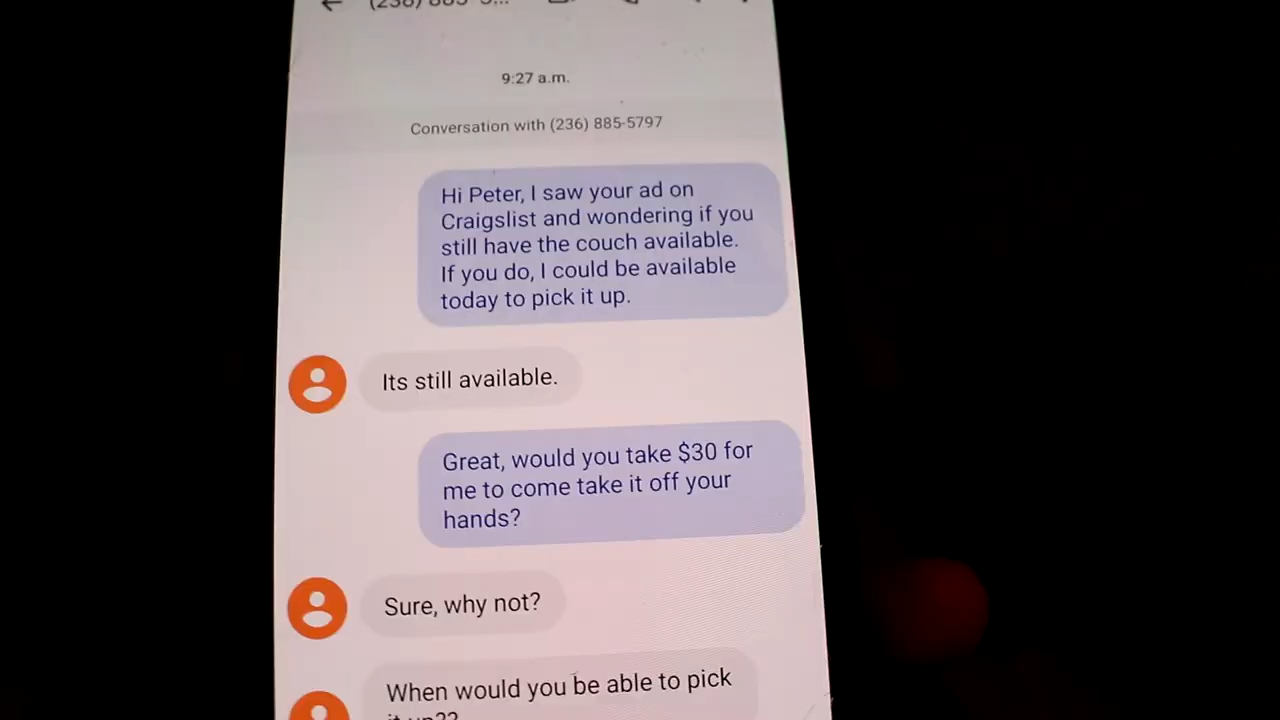 9:27 a.m.
Conversation with (236) 885-5797
Hi Peter, I saw your ad on
Craigslist and wondering if you
still have the couch available.
If you do, I could be available
today to pick it up.
Its still available.
Great, would you take $30 for
me to come take it off your
hands?
Sure, why not?
When would you be able to pick
it up??